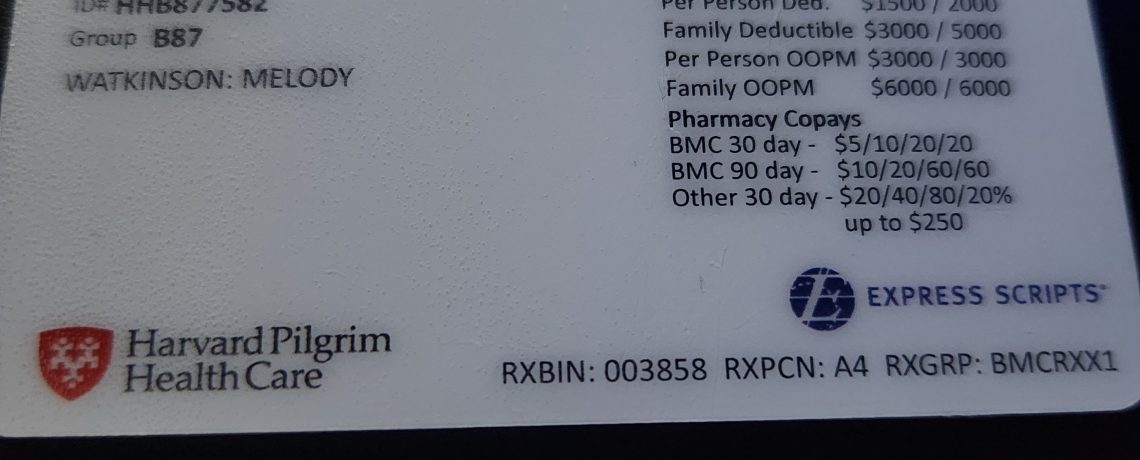 ID# HHB877582
Group B87
WATKINSON: MELODY
Per Person Ded. $1500 / 2000
Family Deductible $3000 / 5000
Per Person OOPM $3000 / 3000
Family OOPM $6000 / 6000
Pharmacy Copays
BMC 30 day - $5/10/20/20
BMC 90 day - $10/20/60/60
Other 30 day - $20/40/80/20%
up to $250
EXPRESS SCRIPTS®
Harvard Pilgrim
Health Care
RXBIN: 003858 RXPCN: A4 RXGRP: BMCRXX1